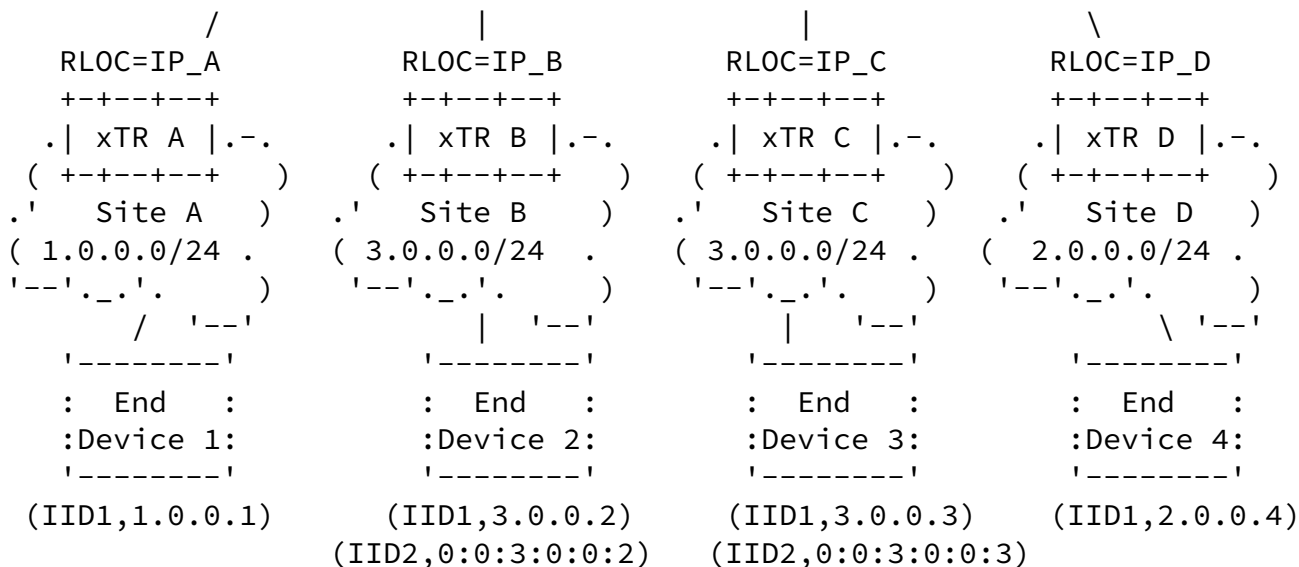 /                 |                |              \
    RLOC=IP_A         RLOC=IP_B        RLOC=IP_C        RLOC=IP_D
    +-+--+--+         +-+--+--+        +-+--+--+        +-+--+--+
   .| xTR A |.-.     .| xTR B |.-.    .| xTR C |.-.    .| xTR D |.-.
  ( +-+--+--+   )   ( +-+--+--+   )  ( +-+--+--+   )  ( +-+--+--+   )
.'    Site A   )  .'   Site B    )  .'   Site C   )  .'   Site D   )
( 1.0.0.0/24 .    ( 3.0.0.0/24  .   ( 3.0.0.0/24 .   (  2.0.0.0/24 .
'--'._.'.     )   '--'._.'.     )   '--'._.'.    )  '--'._.'.     )
       /  '--'           |  '--'        |   '--'             \ '--'
    '--------'         '--------'       '--------'       '--------'
    :  End   :         :  End   :       :  End   :       :  End   :
    :Device 1:         :Device 2:       :Device 3:       :Device 4:
    '--------'         '--------'       '--------'       '--------'
 (IID1,1.0.0.1)      (IID1,3.0.0.2)     (IID1,3.0.0.3)    (IID1,2.0.0.4)
                  (IID2,0:0:3:0:0:2)   (IID2,0:0:3:0:0:3)